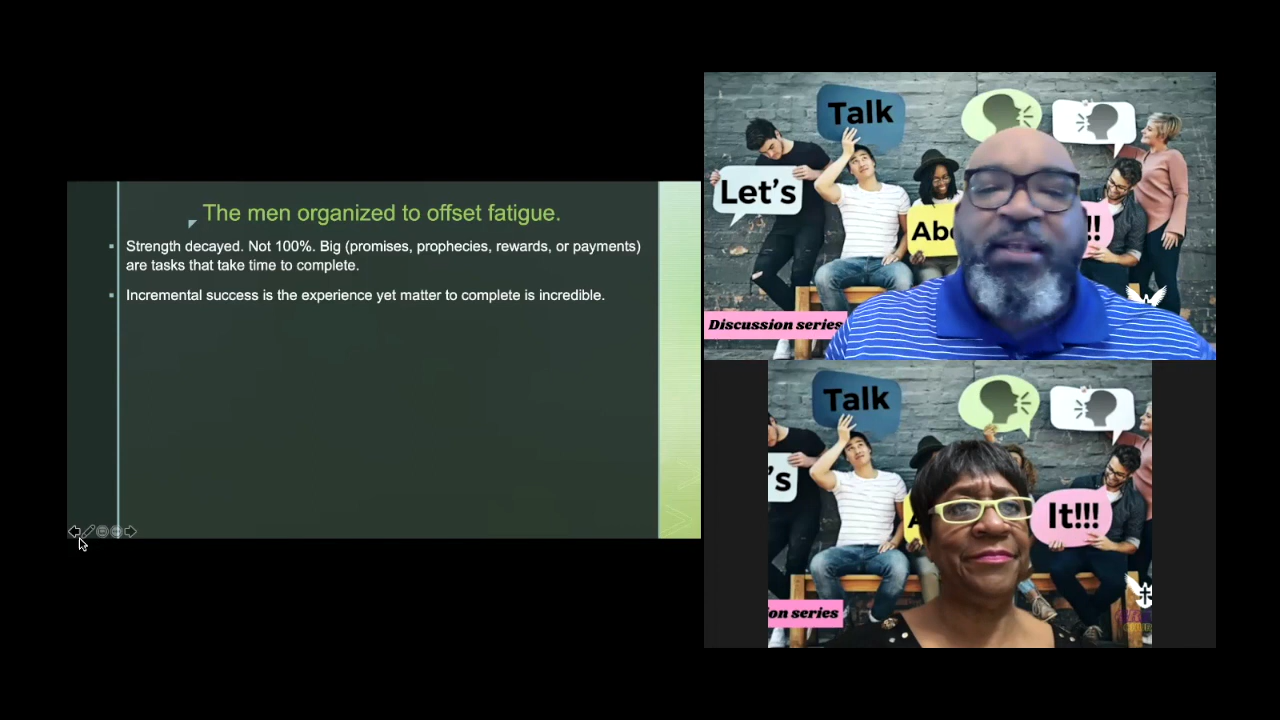 The men organized to offset fatigue.
Strength decayed. Not 100%. Big (promises, prophecies, rewards, or payments)
are tasks that take time to complete.
Incremental success is the experience yet matter to complete is incredible.
Talk
Let's
!!
Discussion series
Talk
's
It!!!
series